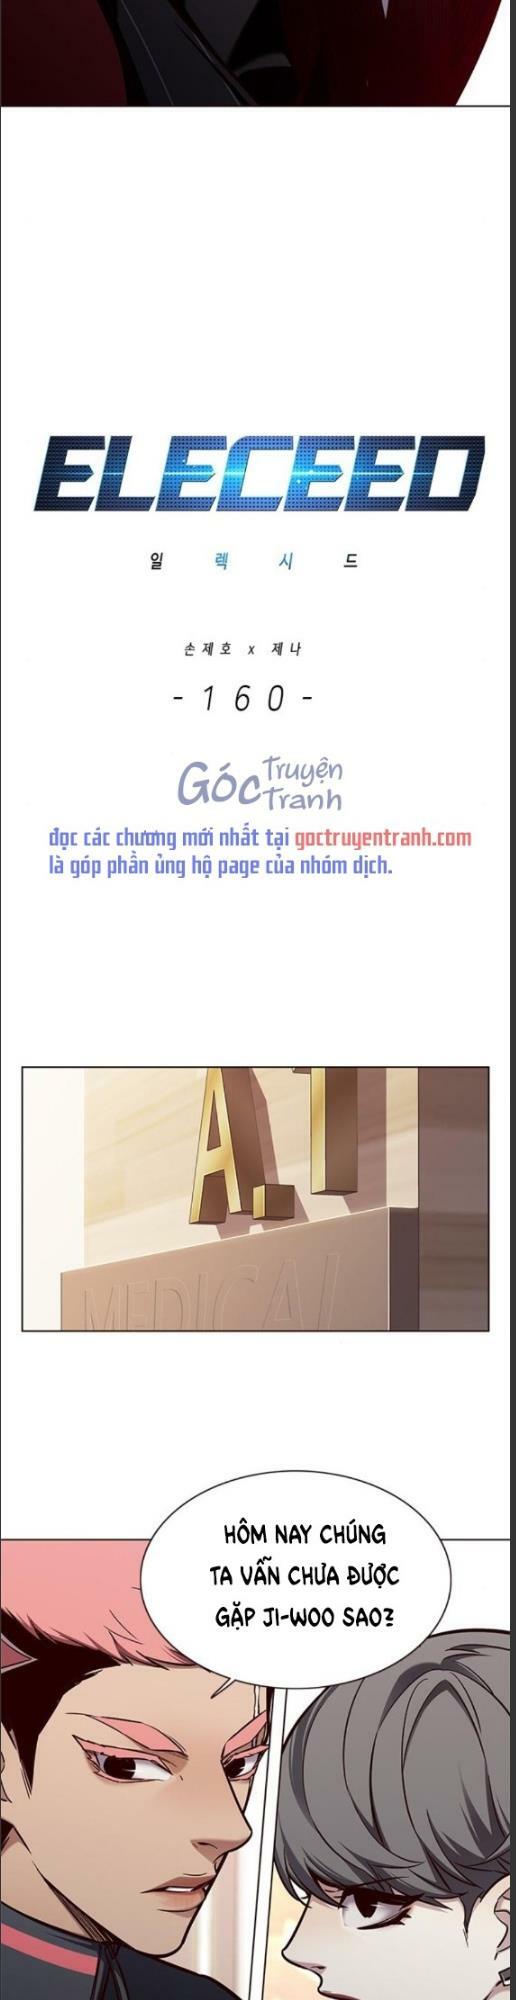 ELECEED
일렉시드
손제호 x 제나
-160-
Góc Truyện
Tranh
đọc các chương mới nhất tại goctruyentranh.com
là góp phần ủng hộ page của nhóm dịch.
A.T
MEDICAL
HÔM NAY CHÚNG
TA VẪN CHƯA ĐƯỢC
GẶP JI-WOO SAO?